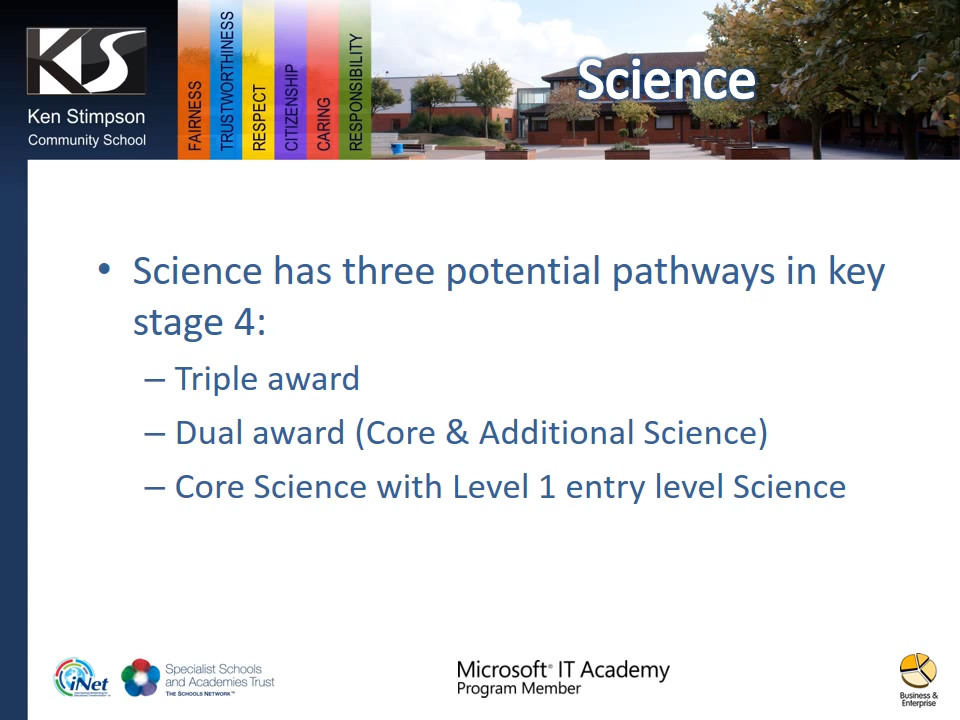 KSS
Ken Stimpson
Community School
FAIRNESS
TRUSTWORTHINESS
RESPECT
CITIZENSHIP
CARING
RESPONSIBILITY
Science
• Science has three potential pathways in key
stage 4:
– Triple award
– Dual award (Core & Additional Science)
– Core Science with Level 1 entry level Science
iNet
Specialist Schools
and Academies Trust
THE SCHOOLS NETWORK™
Microsoft® IT Academy
Program Member
Business &
Enterprise